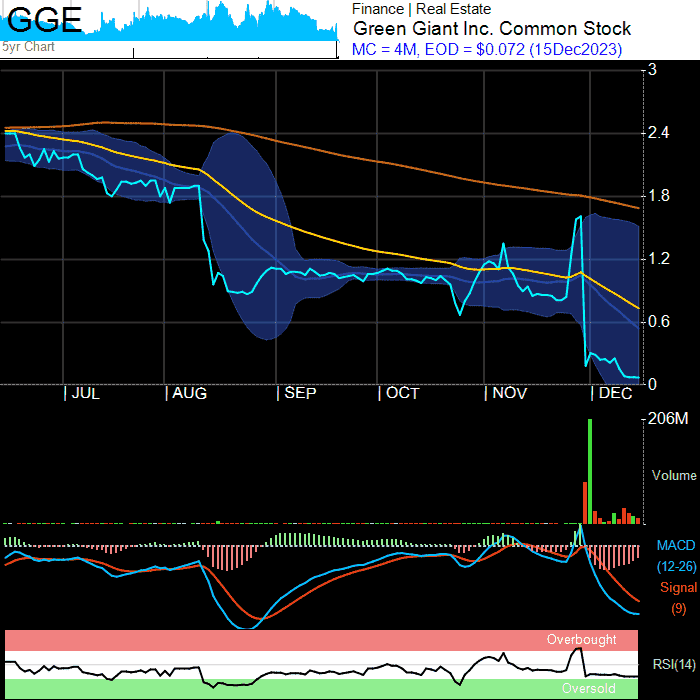 GGE
Finance | Real Estate
Green Giant Inc. Common Stock
5yr Chart
MC = 4M, EOD = $0.072 (15Dec2023)
3
2.4
1.8
1.2
0.6
0
JUL AUG SEP OCT NOV DEC
206M
Volume
MACD
(12-26)
Signal
(9)
Overbought
RSI(14)
Oversold